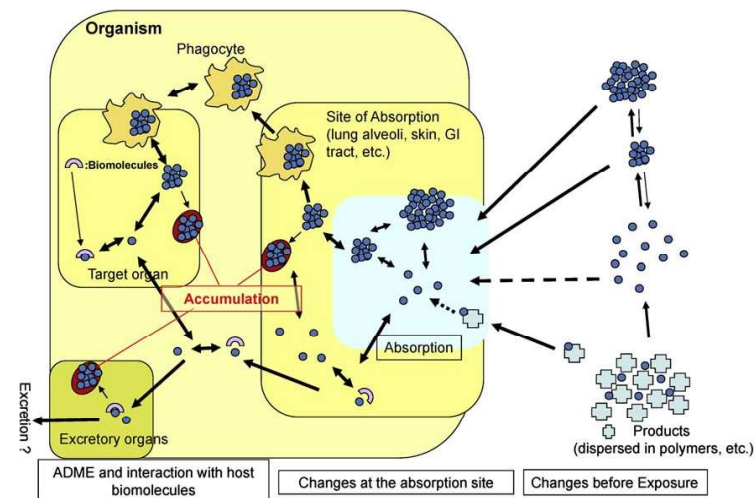 Organism
Phagocyte
Site of Absorption
(lung alveoli, skin, GI
tract, etc.)
:Biomolecules
Target organ
Accumulation
Absorption
Excretion ?
Excretory organs
Products
(dispersed in polymers, etc.)
ADME and interaction with host
biomolecules
Changes at the absorption site
Changes before Exposure